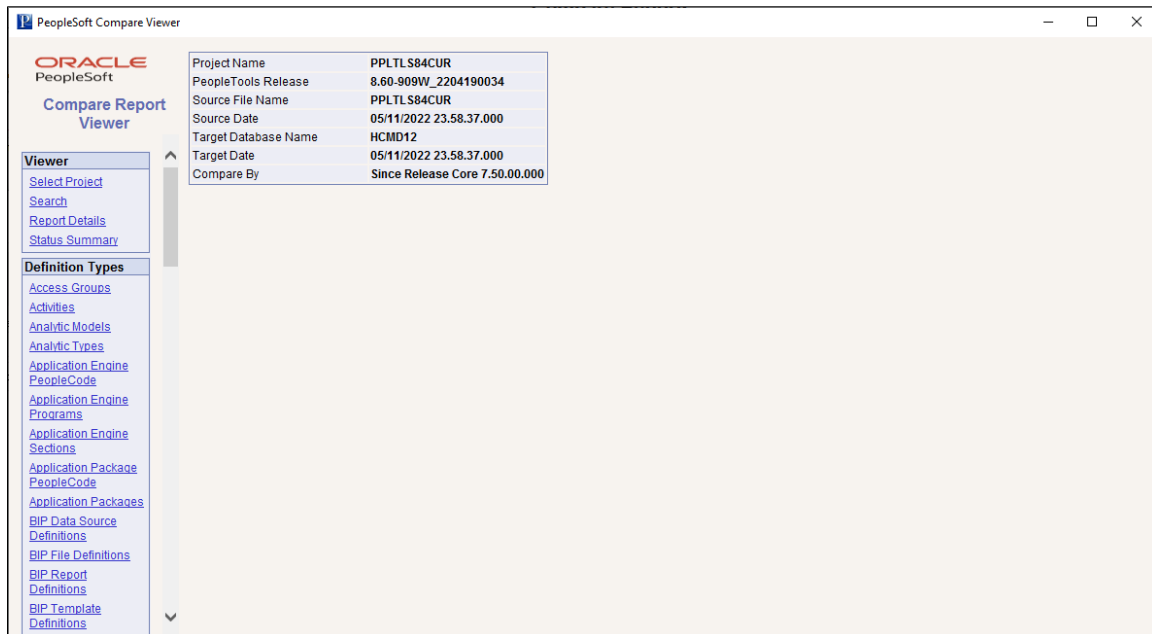 PeopleSoft Compare Viewer
ORACLE
PeopleSoft
Compare Report
Viewer
Viewer
Select Project
Search
Report Details
Status Summary
Definition Types
Access Groups
Activities
Analytic Models
Analytic Types
Application Engine
PeopleCode
Application Engine
Programs
Application Engine
Sections
Application Package
PeopleCode
Application Packages
BIP Data Source
Definitions
BIP File Definitions
BIP Report
Definitions
BIP Template
Definitions
Project Name PPLTLS84CUR
PeopleTools Release 8.60-909W_2204190034
Source File Name PPLTLS84CUR
Source Date 05/11/2022 23.58.37.000
Target Database Name HCMD12
Target Date 05/11/2022 23.58.37.000
Compare By Since Release Core 7.50.00.000